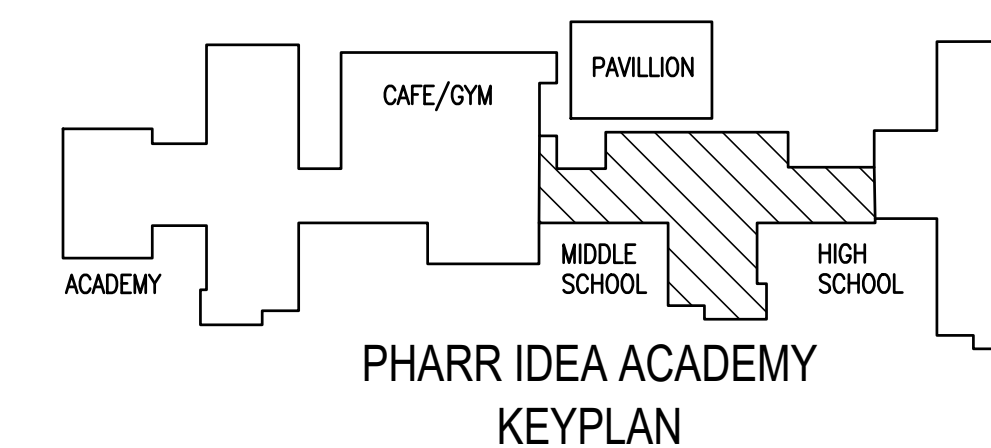 PAVILLION
CAFE/GYM
ACADEMY
MIDDLE
SCHOOL
HIGH
SCHOOL
PHARR IDEA ACADEMY
KEYPLAN